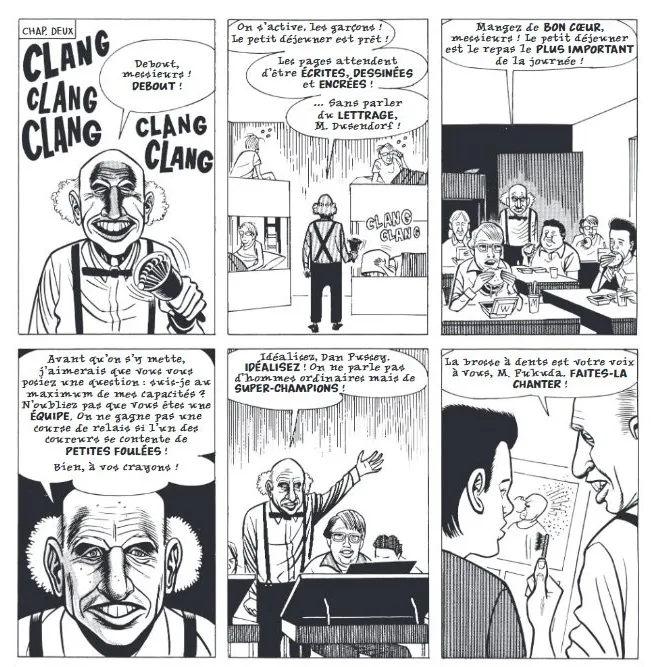 CHAP. DEUX
CLANG
CLANG
CLANG
Debout,
messieurs !
DEBOUT !
CLANG
CLANG
On s'active, les garçons !
Le petit déjeuner est prêt !
Les pages attendent
d'être ÉCRITES, DESSINÉES
et ENCRÉES !
... Sans parler
du LETTRAGE,
M. Dusendorf !
CLANG
CLANG
Mangez de BON CŒUR,
messieurs ! Le petit déjeuner
est le repas le PLUS IMPORTANT
de la journée !
W
Avant qu'on s'y mette,
j'aimerais que vous vous
posiez une question : suis-je au
maximum de mes capacités ?
N'oubliez pas que vous êtes une
ÉQUIPE. On ne gagne pas une
course de relais si l'un des
coureurs se contente de
PETITES FOULÉES !
Bien, à vos crayons !
Idéalisez, Dan Pussey.
IDÉALISEZ ! On ne parle pas
d'hommes ordinaires mais de
SUPER-CHAMPIONS !
La brosse à dents est votre voix
à vous, M. Fukuda. FAITES-LA
CHANTER !